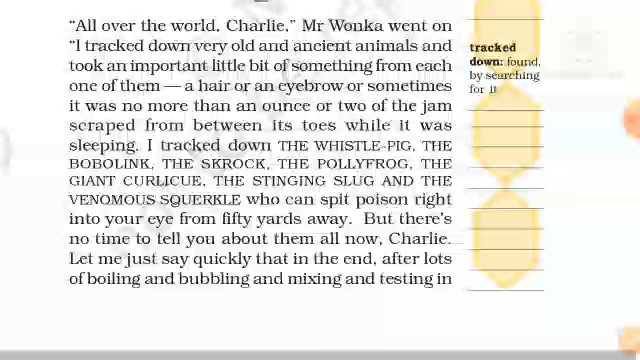 “All over the world, Charlie,” Mr Wonka went on
“I tracked down very old and ancient animals and
took an important little bit of something from each
one of them — a hair or an eyebrow or sometimes
it was no more than an ounce or two of the jam
scraped from between its toes while it was
sleeping. I tracked down THE WHISTLE-PIG, THE
BOBOLINK, THE SKROCK, THE POLLYFROG, THE
GIANT CURLICUE, THE STINGING SLUG AND THE
VENOMOUS SQUERKLE who can spit poison right
into your eye from fifty yards away. But there’s
no time to tell you about them all now, Charlie.
Let me just say quickly that in the end, after lots
of boiling and bubbling and mixing and testing in
tracked
down: found,
by searching
for it